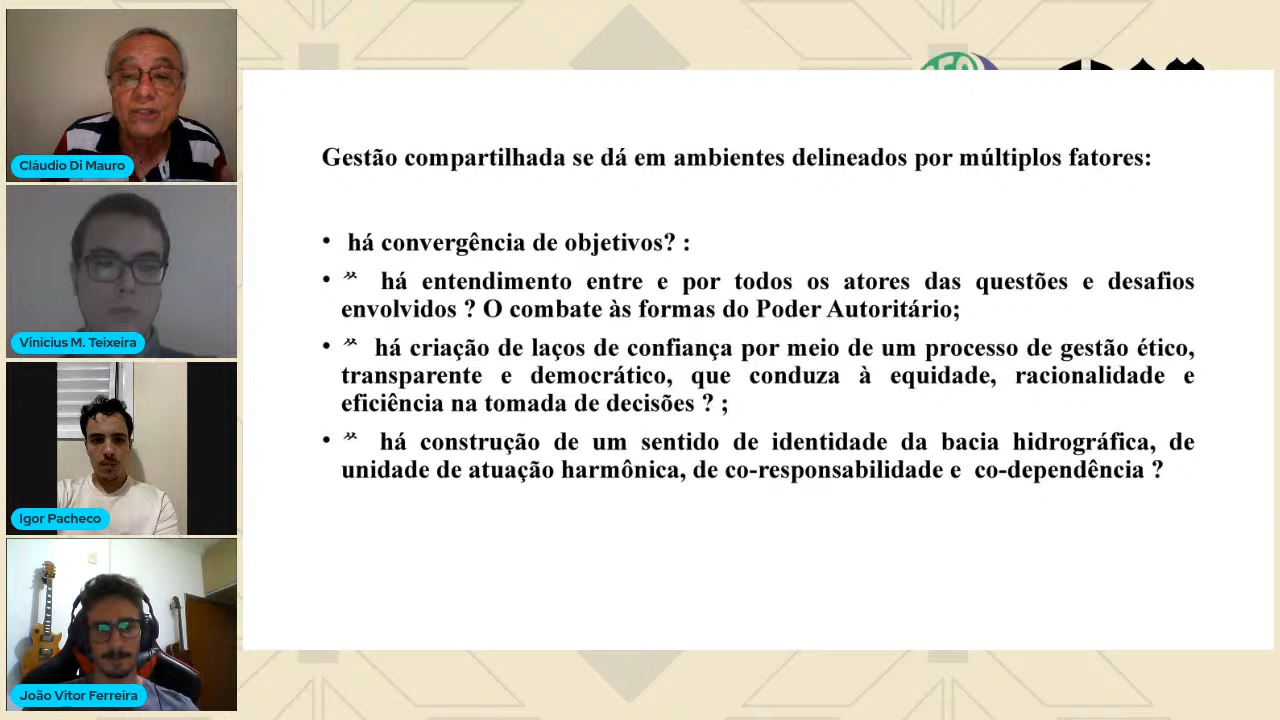 Cláudio Di Mauro
Vinicius M. Teixeira
Igor Pacheco
João Vitor Ferreira
Gestão compartilhada se dá em ambientes delineados por múltiplos fatores:
• há convergência de objetivos? :
• há entendimento entre e por todos os atores das questões e desafios
envolvidos ? O combate às formas do Poder Autoritário;
• há criação de laços de confiança por meio de um processo de gestão ético,
transparente e democrático, que conduza à equidade, racionalidade e
eficiência na tomada de decisões ? ;
• há construção de um sentido de identidade da bacia hidrográfica, de
unidade de atuação harmônica, de co-responsabilidade e co-dependência ?